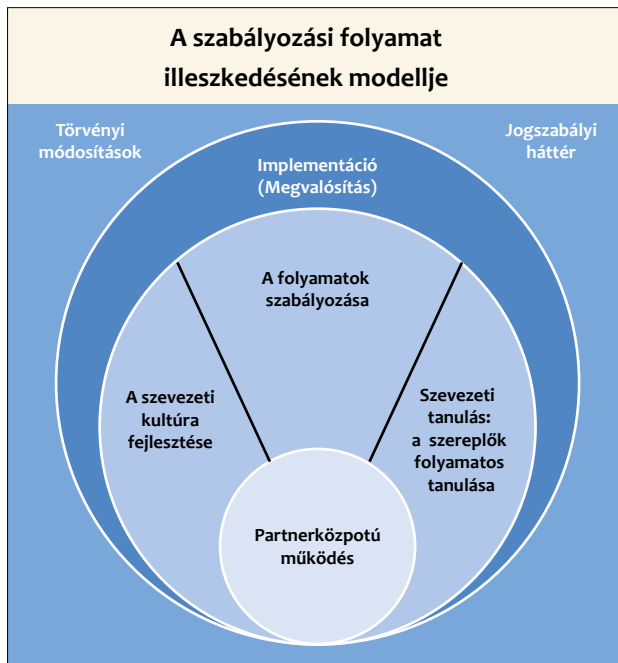 A szabályozási folyamat
illeszkedésének modellje
Törvényi
módosítások
Jogszabályi
háttér
Implementáció
(Megvalósítás)
A folyamatok
szabályozása
A szevezeti
kultúra
fejlesztése
Szevezeti
tanulás:
a szereplők
folyamatos
tanulása
Partnerközpotú
működés